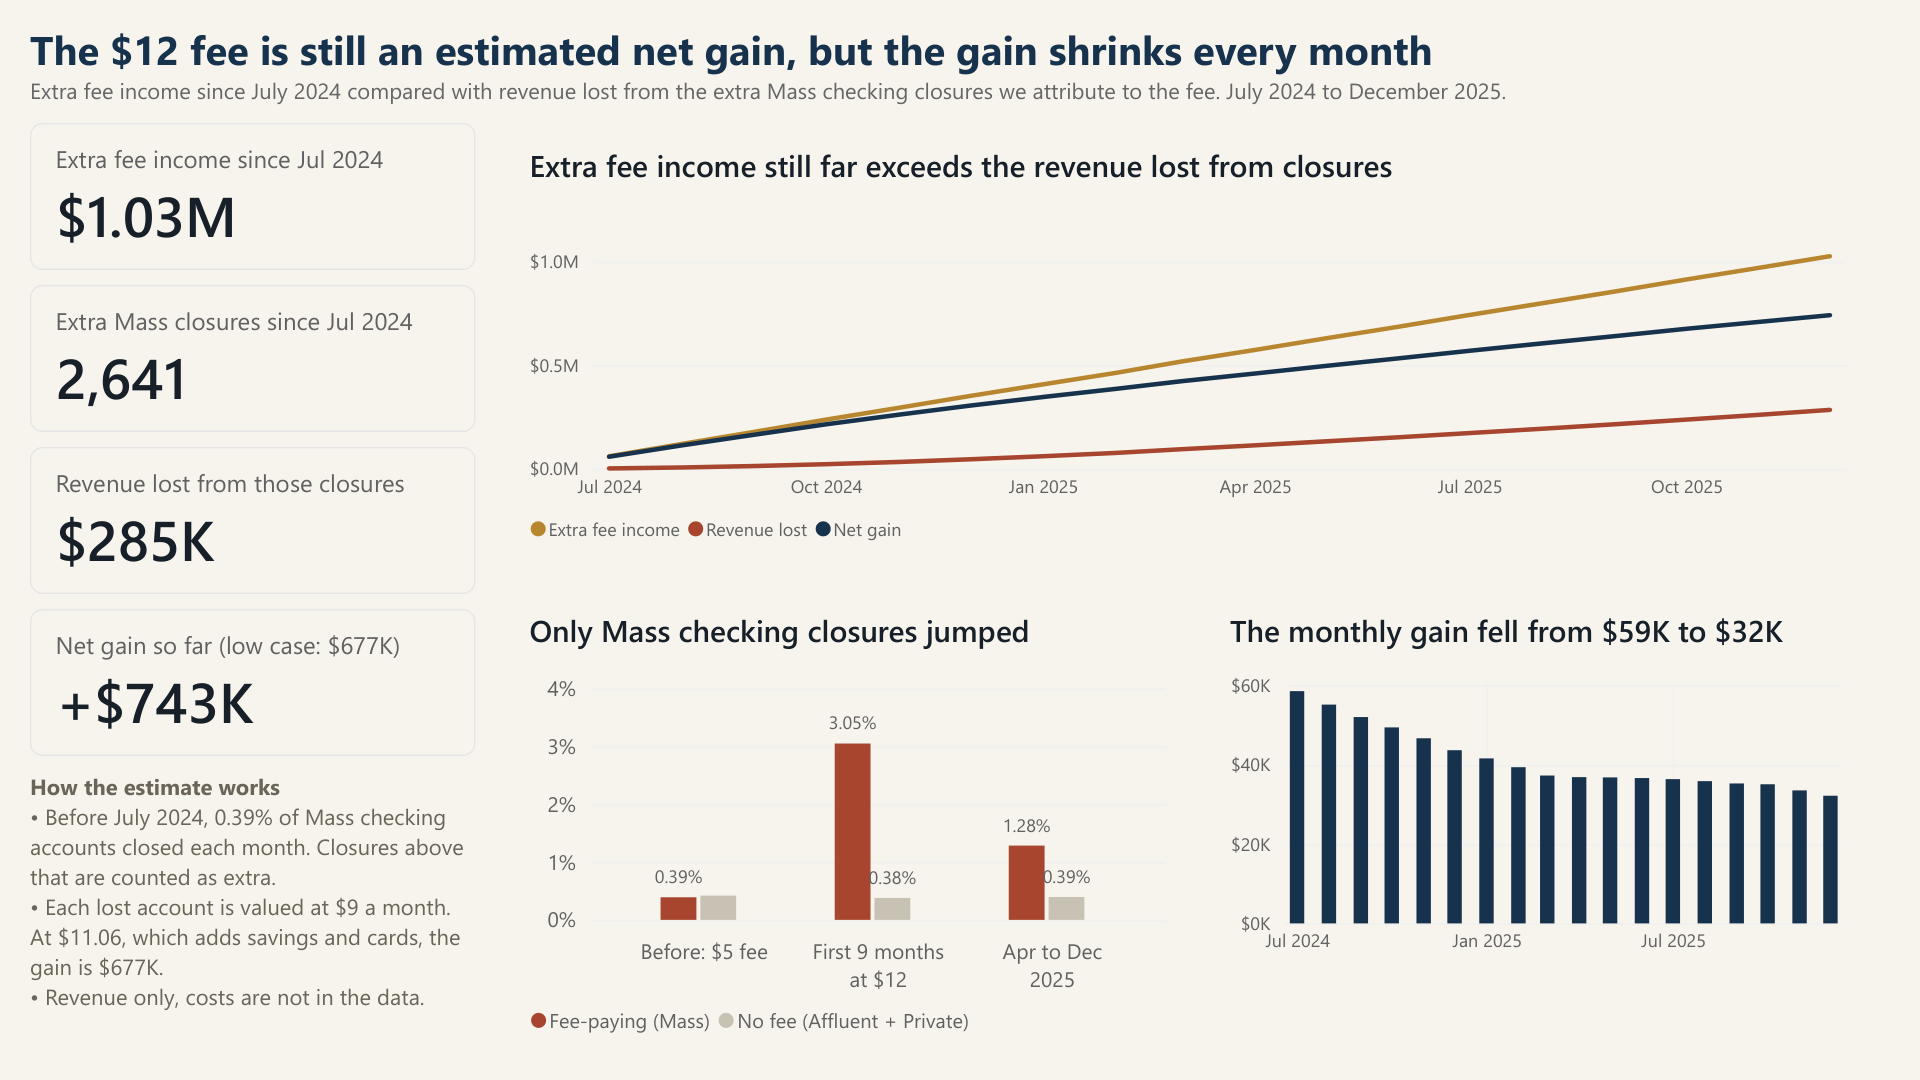 The $12 fee is still an estimated net gain, but the gain shrinks every month
Extra fee income since July 2024 compared with revenue lost from the extra Mass checking closures we attribute to the fee. July 2024 to December 2025.
Extra fee income since Jul 2024
$1.03M
Extra Mass closures since Jul 2024
2,641
Revenue lost from those closures
$285K
Net gain so far (low case: $677K)
+$743K
How the estimate works
• Before July 2024, 0.39% of Mass checking
accounts closed each month. Closures above
that are counted as extra.
• Each lost account is valued at $9 a month.
At $11.06, which adds savings and cards, the
gain is $677K.
• Revenue only, costs are not in the data.
Extra fee income still far exceeds the revenue lost from closures
$1.0M
$0.5M
$0.0M
Jul 2024 Oct 2024 Jan 2025 Apr 2025 Jul 2025 Oct 2025
Extra fee income Revenue lost Net gain
Only Mass checking closures jumped
4%
3%
2%
1%
0%
0.39%
3.05%
0.38%
1.28%
0.39%
Before: $5 fee
First 9 months
at $12
Apr to Dec
2025
Fee-paying (Mass) No fee (Affluent + Private)
The monthly gain fell from $59K to $32K
$60K
$40K
$20K
$0K
Jul 2024 Jan 2025 Jul 2025